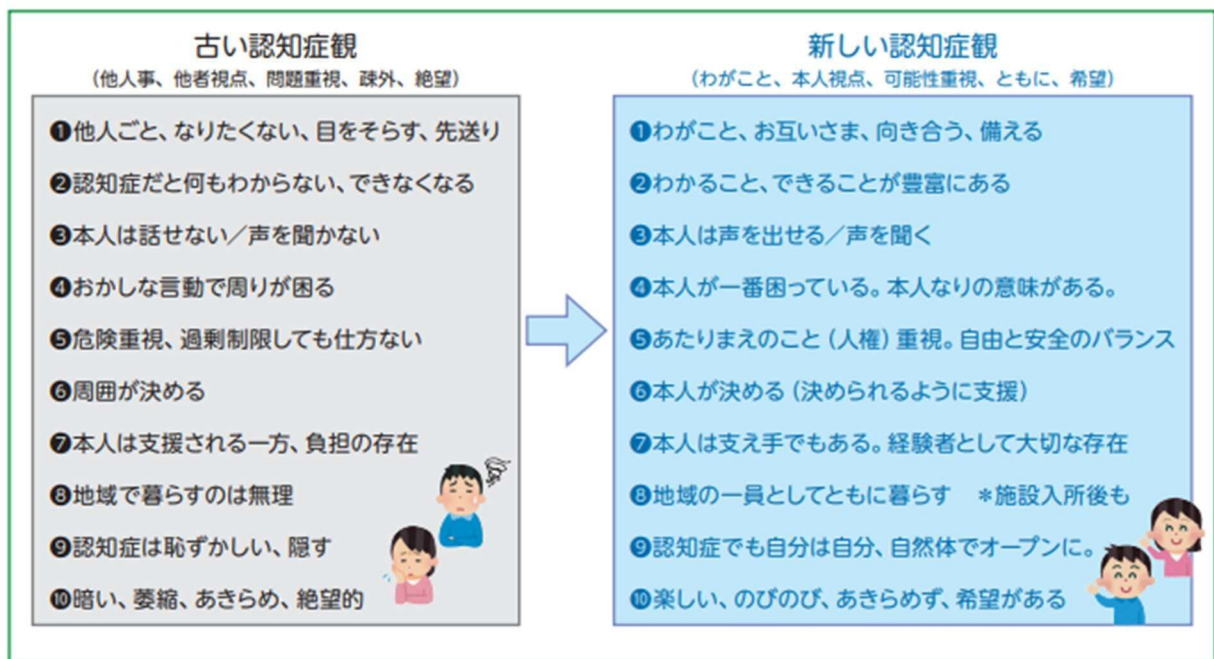 古い認知症観
（他人事、他者視点、問題重視、疎外、絶望）
❶他人ごと、なりたくない、目をそらす、先送り
❷認知症だと何もわからない、できなくなる
❸本人は話せない／声を聞かない
❹おかしな言動で周りが困る
❺危険重視、過剰制限しても仕方ない
❻周囲が決める
❼本人は支援される一方、負担の存在
❽地域で暮らすのは無理
❾認知症は恥ずかしい、隠す
❿暗い、萎縮、あきらめ、絶望的
新しい認知症観
（わがこと、本人視点、可能性重視、ともに、希望）
❶わがこと、お互いさま、向き合う、備える
❷わかること、できることが豊富にある
❸本人は声を出せる／声を聞く
❹本人が一番困っている。本人なりの意味がある。
❺あたりまえのこと（人権）重視。自由と安全のバランス
❻本人が決める（決められるように支援）
❼本人は支え手でもある。経験者として大切な存在
❽地域の一員としてともに暮らす　＊施設入所後も
❾認知症でも自分は自分、自然体でオープンに。
❿楽しい、のびのび、あきらめず、希望がある